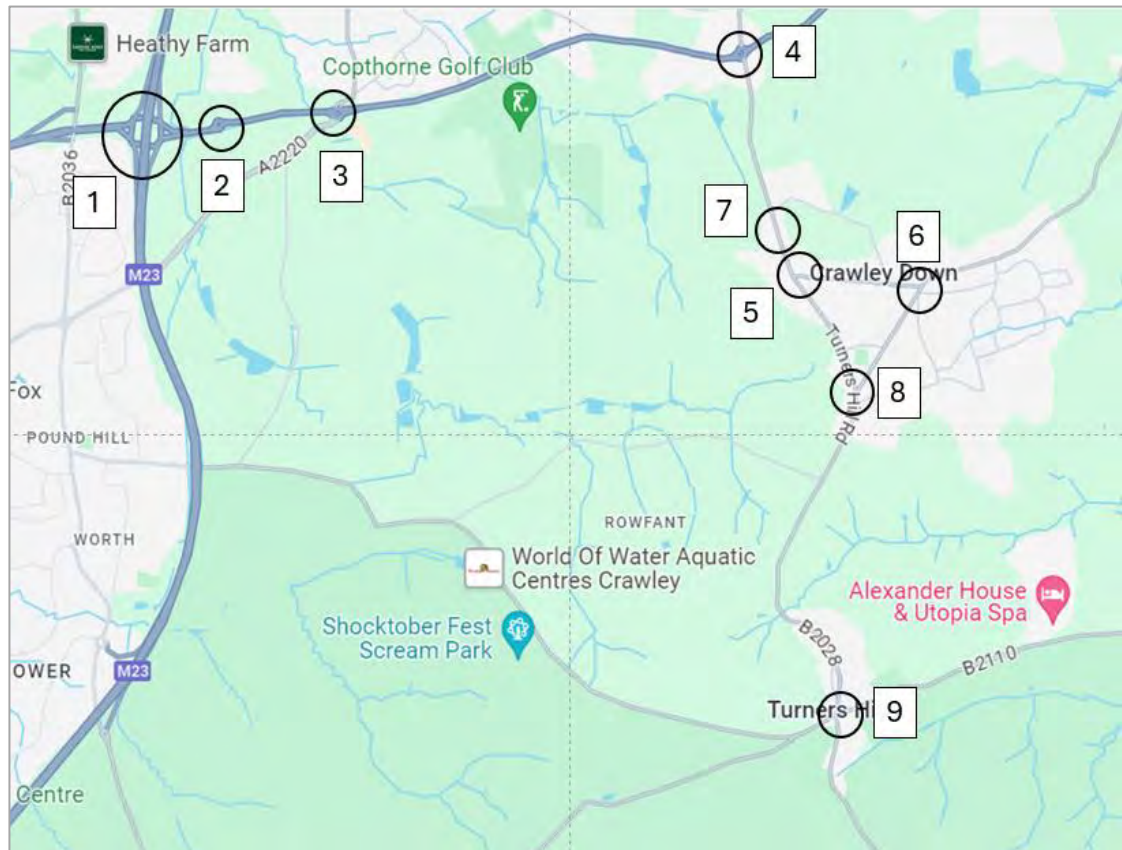 Heathy Farm
Copthorne Golf Club
4
B2036
1
2
A2220
3
7
6
M23
Crawley Down
5
Turners Hill Rd
FOX
8
POUND HILL
ROWFANT
WORTH
World Of Water Aquatic
Centres Crawley
Alexander House
& Utopia Spa
Shocktober Fest
Scream Park
B2028
B2110
OWER
M23
Turners Hi
9
Centre